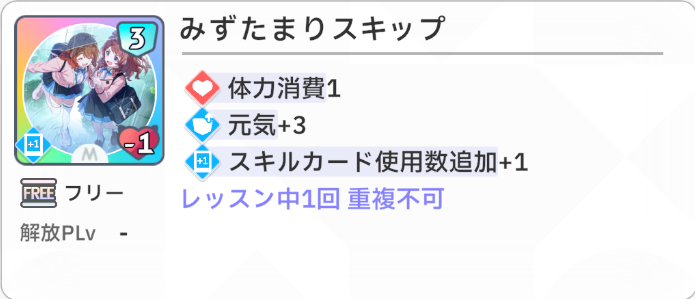 みずたまりスキップ
3
+1
M
-1
体力消費1
元気+3
+1
スキルカード使用数追加+1
レッスン中1回 重複不可
FREE フリー
解放PLv -